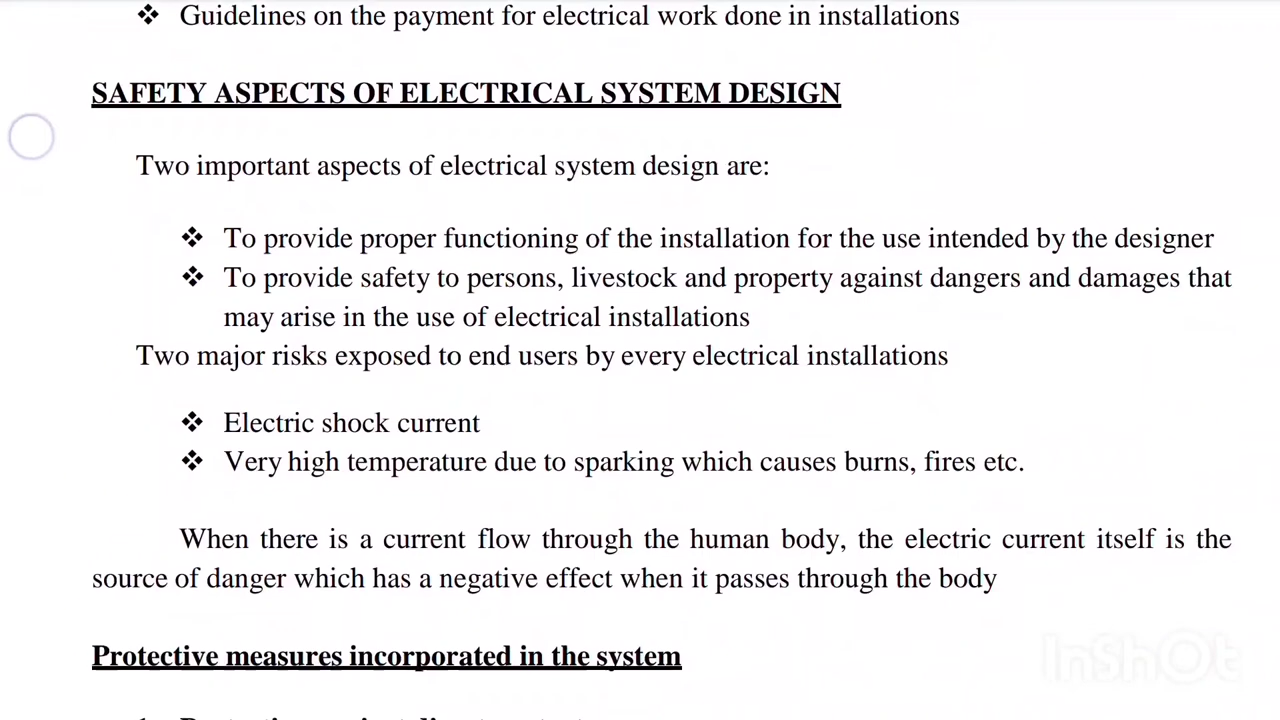 ❖ Guidelines on the payment for electrical work done in installations
SAFETY ASPECTS OF ELECTRICAL SYSTEM DESIGN
Two important aspects of electrical system design are:
❖ To provide proper functioning of the installation for the use intended by the designer
❖ To provide safety to persons, livestock and property against dangers and damages that
may arise in the use of electrical installations
Two major risks exposed to end users by every electrical installations
❖ Electric shock current
❖ Very high temperature due to sparking which causes burns, fires etc.
When there is a current flow through the human body, the electric current itself is the
source of danger which has a negative effect when it passes through the body
Protective measures incorporated in the system
InShOt